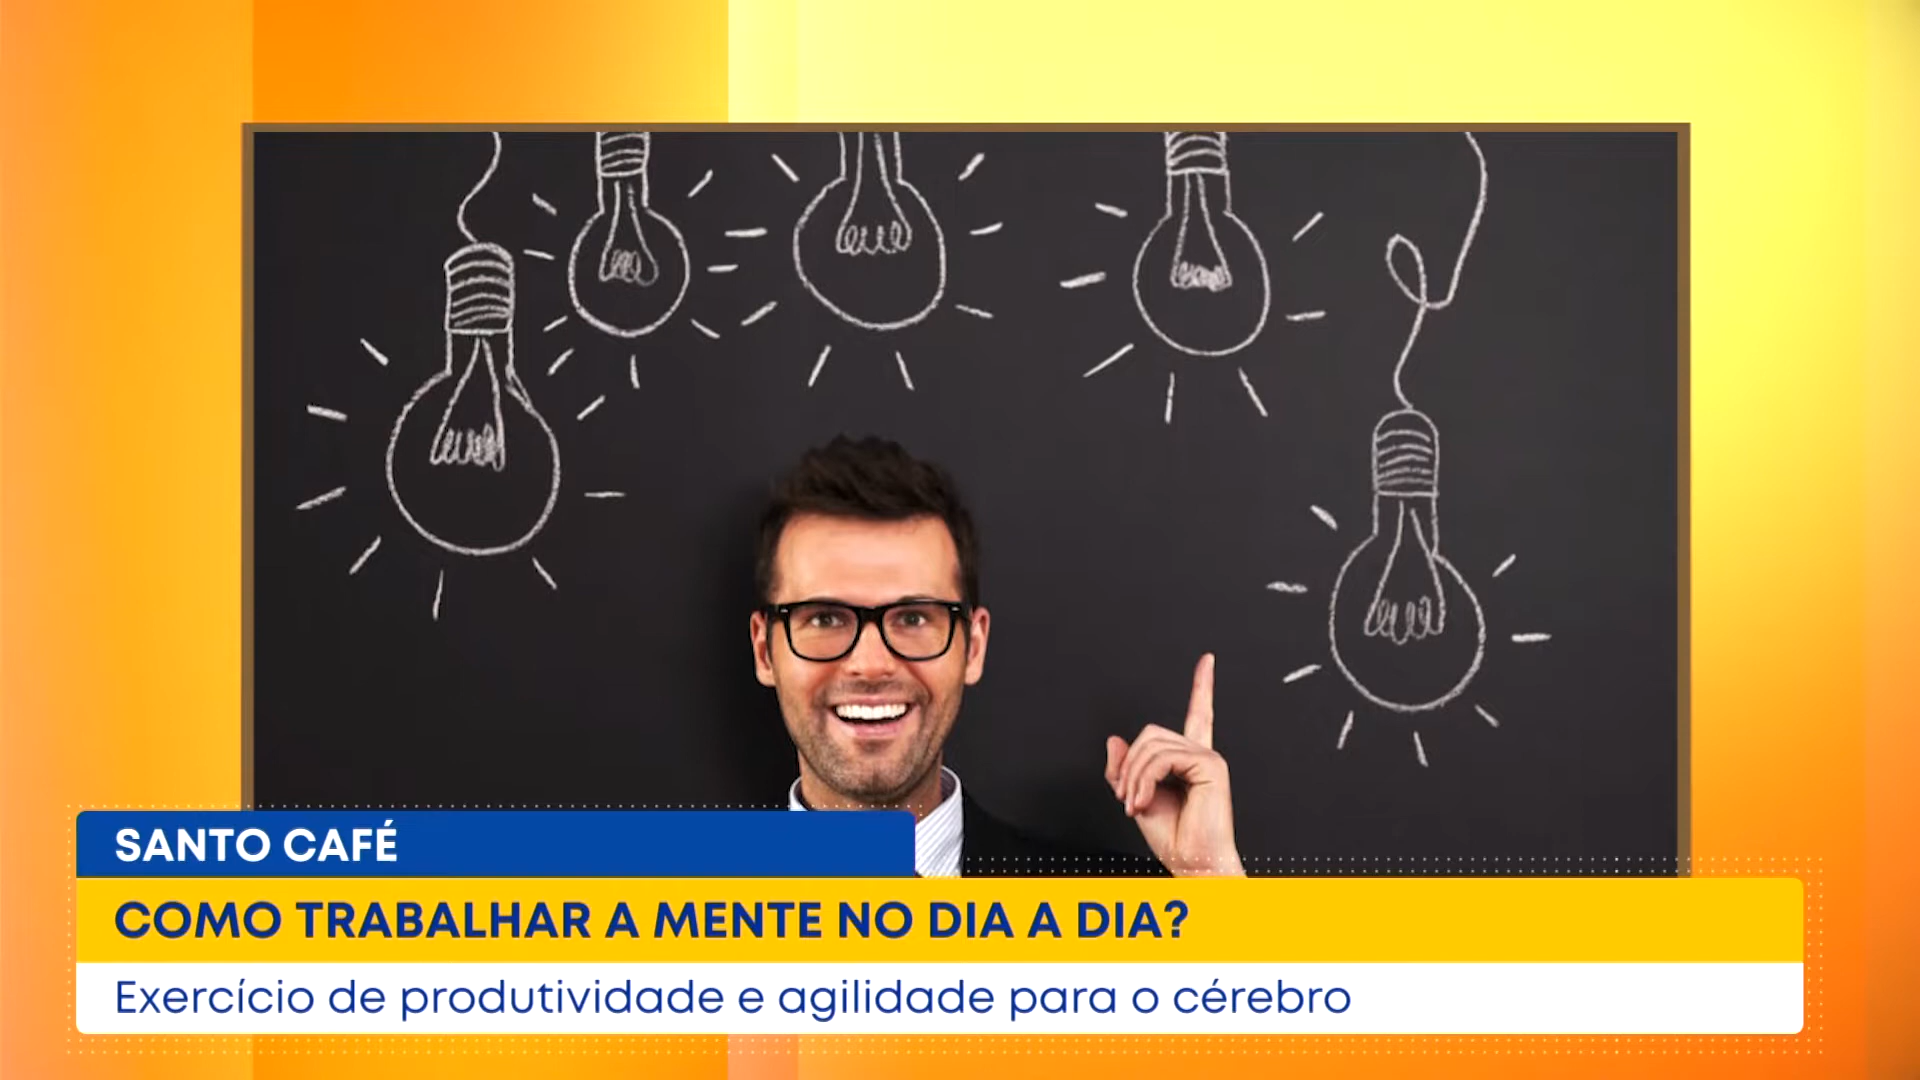 SANTO CAFÉ
COMO TRABALHAR A MENTE NO DIA A DIA?
Exercício de produtividade e agilidade para o cérebro